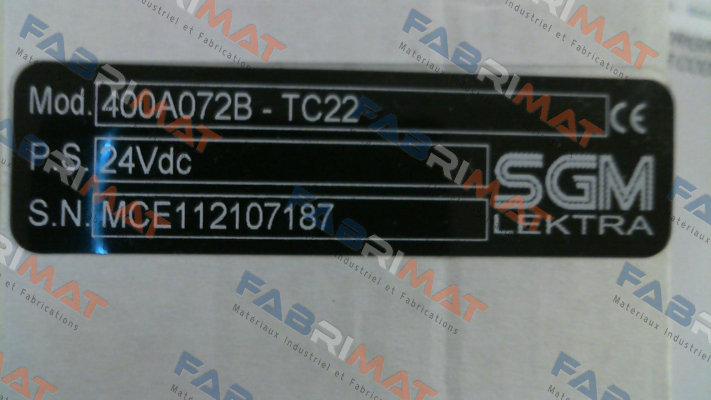 Mod. 400A072B - TC22 CE
P.S. 24Vdc
SGM
LEKTRA
S.N. MCE112107187
FABRIMAT
Materiaux Industriel et Fabrications